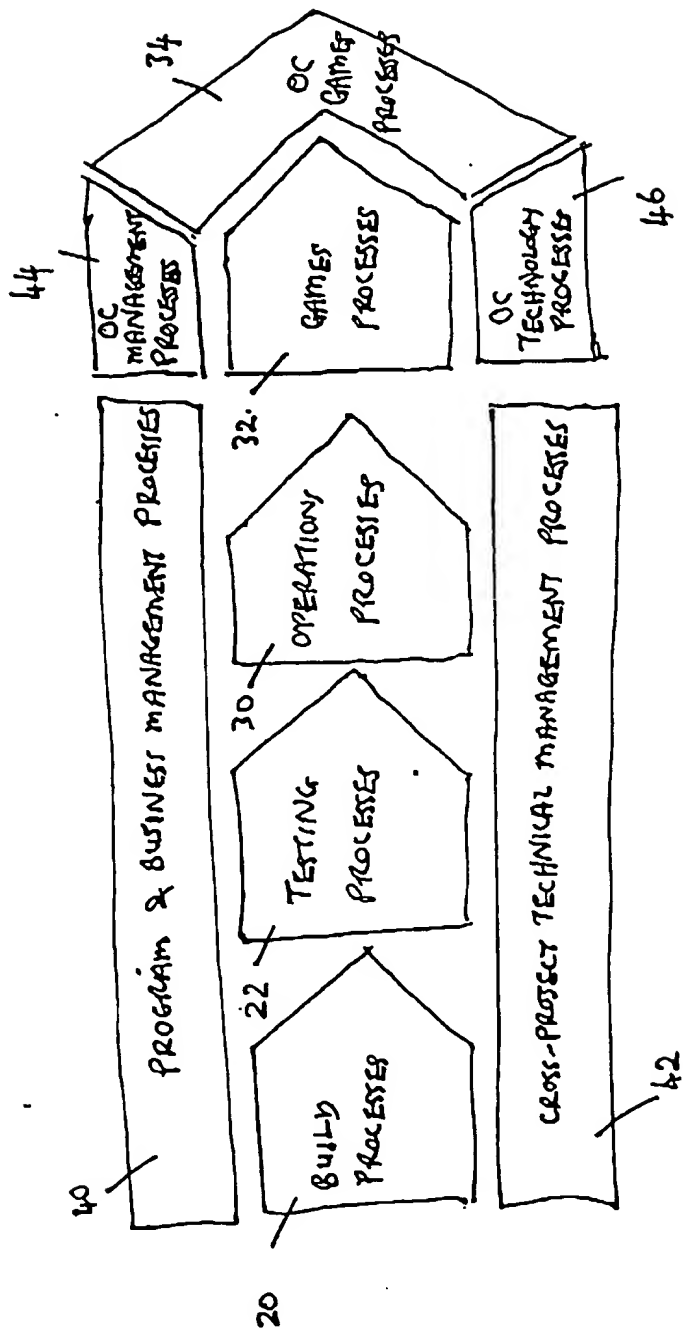 34
OC
GAMES
PROCESSES
44
OC
MANAGEMENT
PROCESSES
GAMES
PROCESSES
32.
OC
TECHNOLOGY
PROCESSES
46
PROGRAM & BUSINESS MANAGEMENT PROCESSES
40
OPERATIONS
PROCESSES
30
TESTING
PROCESSES
22
BUILD
PROCESSES
20
CROSS-PROJECT TECHNICAL MANAGEMENT PROCESSES
42